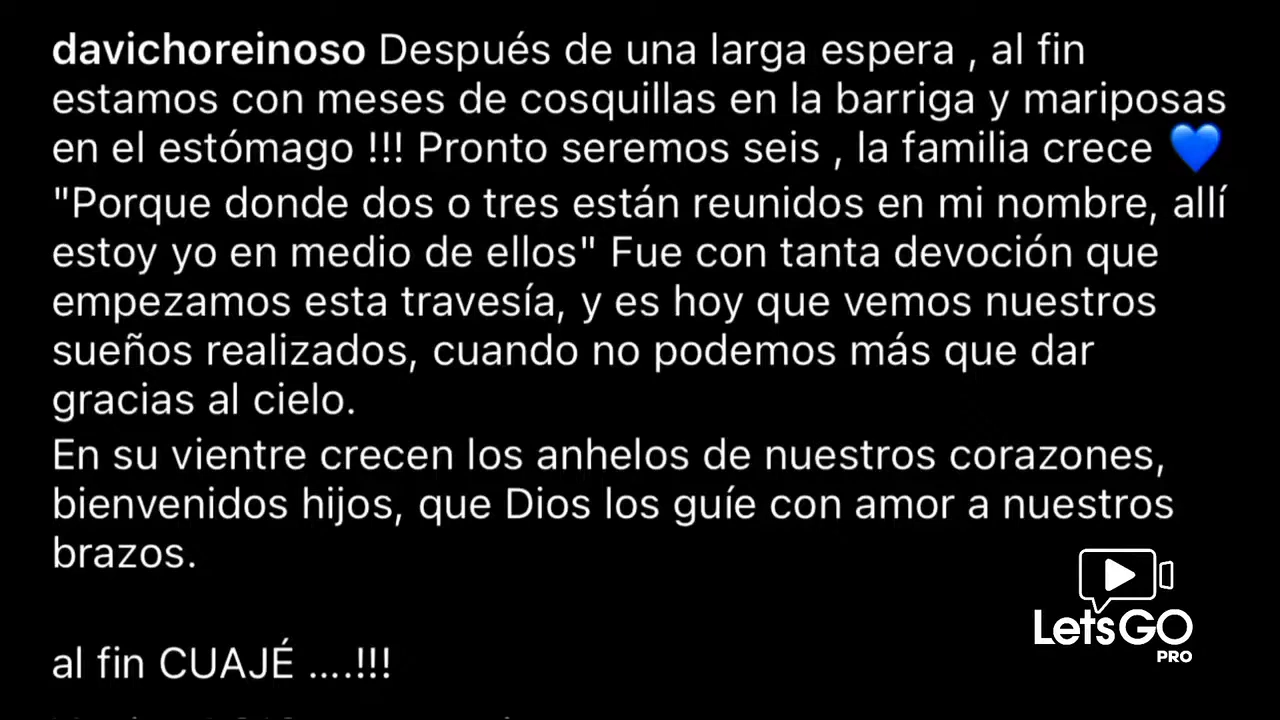 davichoreinoso Después de una larga espera , al fin
estamos con meses de cosquillas en la barriga y mariposas
en el estómago !!! Pronto seremos seis , la familia crece 💙
"Porque donde dos o tres están reunidos en mi nombre, allí
estoy yo en medio de ellos" Fue con tanta devoción que
empezamos esta travesía, y es hoy que vemos nuestros
sueños realizados, cuando no podemos más que dar
gracias al cielo.
En su vientre crecen los anhelos de nuestros corazones,
bienvenidos hijos, que Dios los guíe con amor a nuestros
brazos.
al fin CUAJÉ ....!!!
LetsGO
PRO